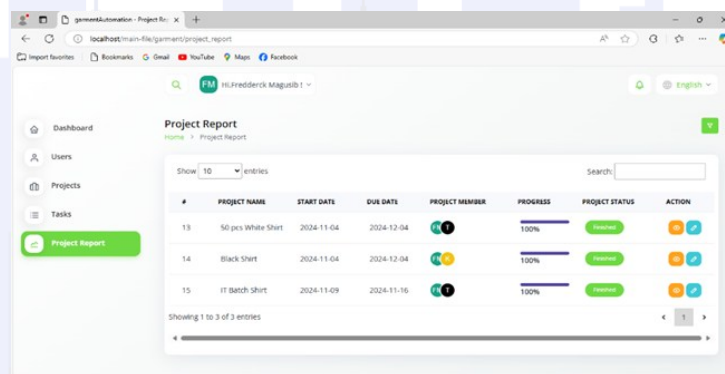 garmentAutomation - Project Re
localhost/main-file/garment/project_report
Import favorites Bookmarks Gmail YouTube Maps Facebook
FM Hi,Fredderck Magusib ! English
Dashboard
Users
Projects
Tasks
Project Report
Project Report
Home > Project Report
Show 10 entries Search:
# PROJECT NAME START DATE DUE DATE PROJECT MEMBER PROGRESS PROJECT STATUS ACTION
13 50 pcs White Shirt 2024-11-04 2024-12-04 FM T 100% Finished
14 Black Shirt 2024-11-04 2024-12-04 FM K 100% Finished
15 IT Batch Shirt 2024-11-09 2024-11-16 FM T 100% Finished
Showing 1 to 3 of 3 entries 1